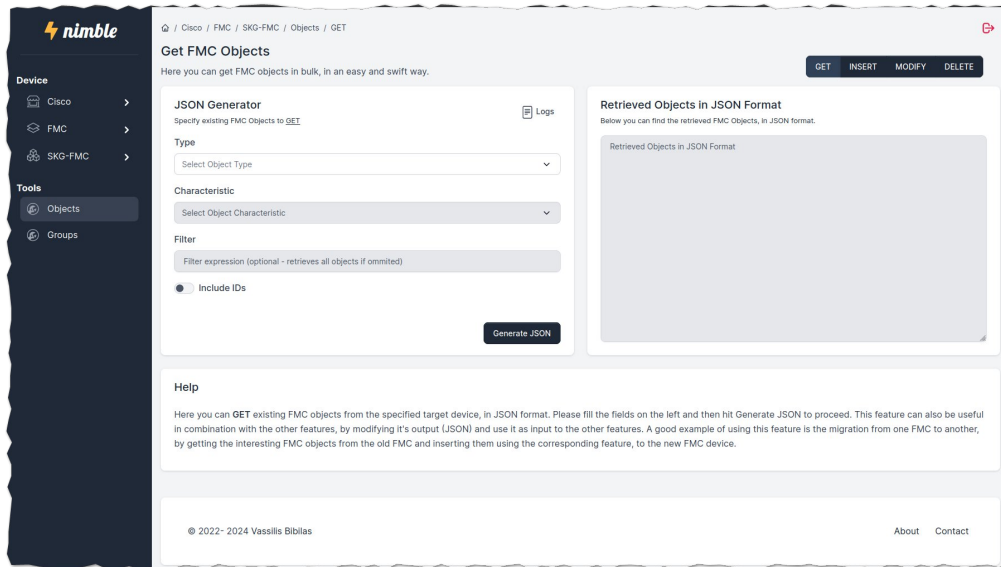 nimble
Device
Cisco
FMC
SKG-FMC
Tools
Objects
Groups
/ Cisco / FMC / SKG-FMC / Objects / GET
Get FMC Objects
Here you can get FMC objects in bulk, in an easy and swift way.
GET INSERT MODIFY DELETE
JSON Generator
Specify existing FMC Objects to GET
Logs
Type
Select Object Type
Characteristic
Select Object Characteristic
Filter
Filter expression (optional - retrieves all objects if ommited)
Include IDs
Generate JSON
Retrieved Objects in JSON Format
Below you can find the retrieved FMC Objects, in JSON format.
Retrieved Objects in JSON Format
Help
Here you can GET existing FMC objects from the specified target device, in JSON format. Please fill the fields on the left and then hit Generate JSON to proceed. This feature can also be useful
in combination with the other features, by modifying it's output (JSON) and use it as input to the other features. A good example of using this feature is the migration from one FMC to another,
by getting the interesting FMC objects from the old FMC and inserting them using the corresponding feature, to the new FMC device.
© 2022- 2024 Vassilis Bibilas
About Contact